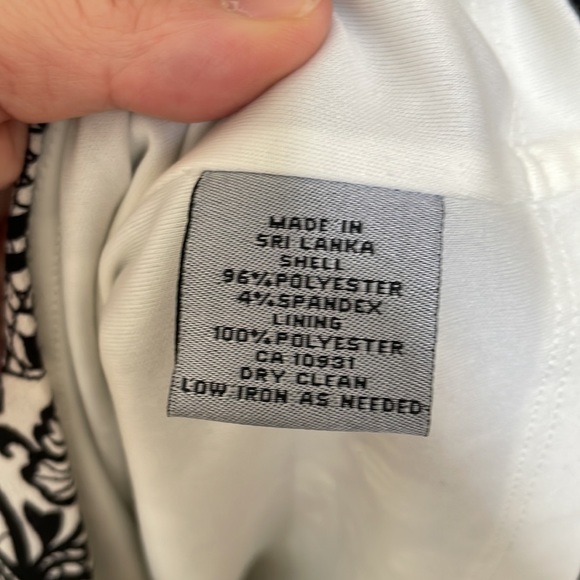 MADE IN
SRI LANKA
SHELL
96% POLYESTER
4% SPANDEX
LINING
100% POLYESTER
CA 10931
DRY CLEAN
LOW IRON AS NEEDED